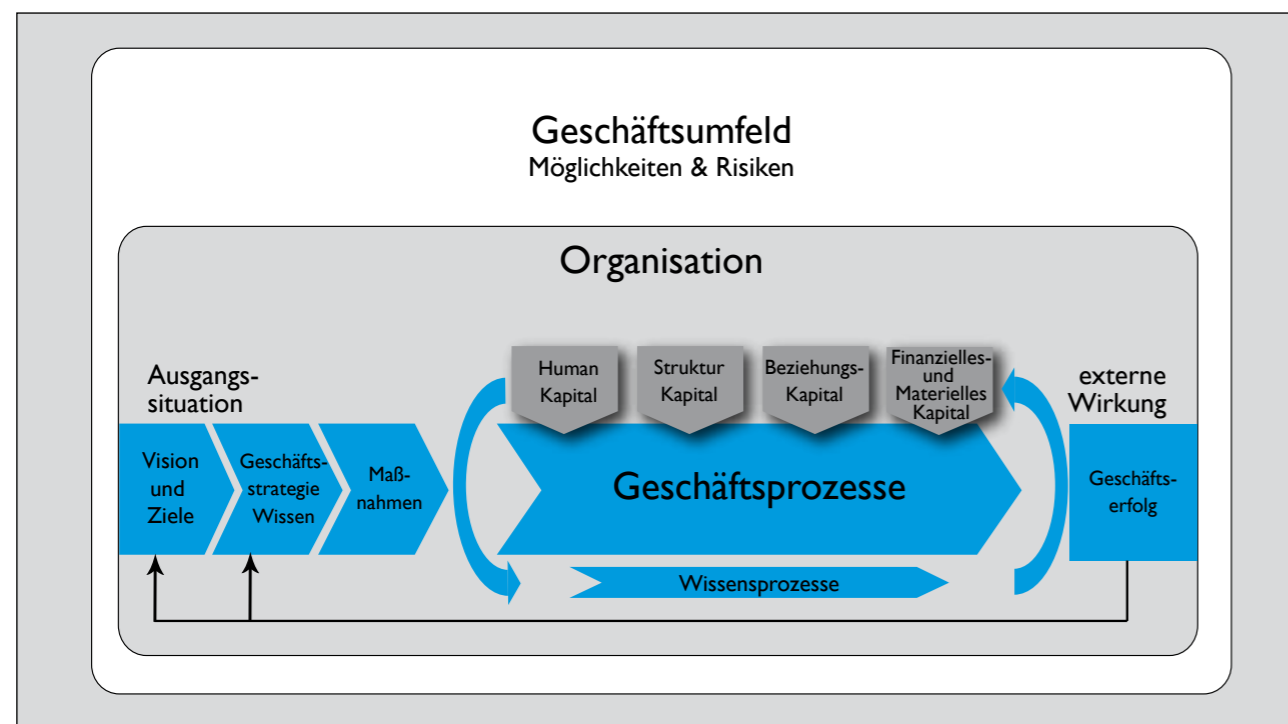 Geschäftsumfeld
Möglichkeiten & Risiken
Organisation
Ausgangs-
situation
Vision
und
Ziele
Geschäfts-
strategie
Wissen
Maß-
nahmen
Human
Kapital
Struktur
Kapital
Beziehungs-
Kapital
Finanzielles-
und
Materielles
Kapital
Geschäftsprozesse
Wissensprozesse
externe
Wirkung
Geschäfts-
erfolg